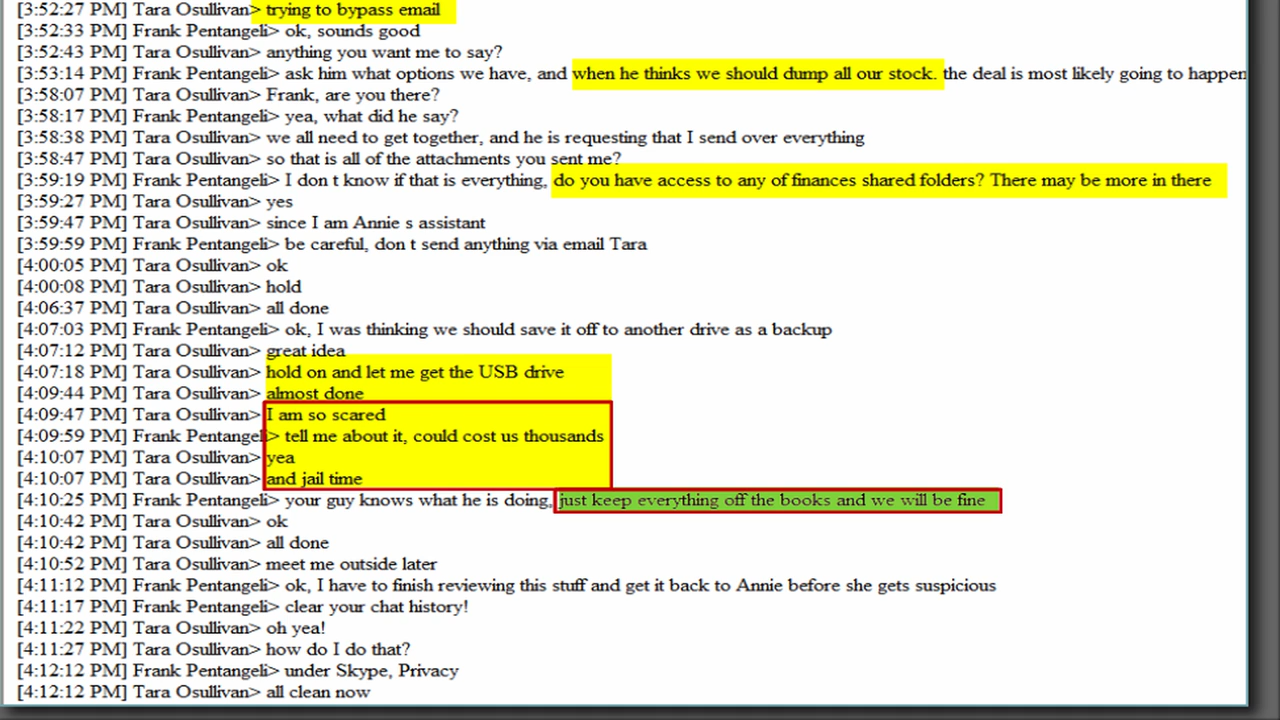 [3:52:27 PM] Tara Osullivan> trying to bypass email
[3:52:33 PM] Frank Pentangeli> ok, sounds good
[3:52:43 PM] Tara Osullivan> anything you want me to say?
[3:53:14 PM] Frank Pentangeli> ask him what options we have, and when he thinks we should dump all our stock. the deal is most likely going to happen
[3:58:07 PM] Tara Osullivan> Frank, are you there?
[3:58:17 PM] Frank Pentangeli> yea, what did he say?
[3:58:38 PM] Tara Osullivan> we all need to get together, and he is requesting that I send over everything
[3:58:47 PM] Tara Osullivan> so that is all of the attachments you sent me?
[3:59:19 PM] Frank Pentangeli> I don t know if that is everything, do you have access to any of finances shared folders? There may be more in there
[3:59:27 PM] Tara Osullivan> yes
[3:59:47 PM] Tara Osullivan> since I am Annie s assistant
[3:59:59 PM] Frank Pentangeli> be careful, don t send anything via email Tara
[4:00:05 PM] Tara Osullivan> ok
[4:00:08 PM] Tara Osullivan> hold
[4:06:37 PM] Tara Osullivan> all done
[4:07:03 PM] Frank Pentangeli> ok, I was thinking we should save it off to another drive as a backup
[4:07:12 PM] Tara Osullivan> great idea
[4:07:18 PM] Tara Osullivan> hold on and let me get the USB drive
[4:09:44 PM] Tara Osullivan> almost done
[4:09:47 PM] Tara Osullivan> I am so scared
[4:09:59 PM] Frank Pentangeli> tell me about it, could cost us thousands
[4:10:07 PM] Tara Osullivan> yea
[4:10:07 PM] Tara Osullivan> and jail time
[4:10:25 PM] Frank Pentangeli> your guy knows what he is doing, just keep everything off the books and we will be fine
[4:10:42 PM] Tara Osullivan> ok
[4:10:42 PM] Tara Osullivan> all done
[4:10:52 PM] Tara Osullivan> meet me outside later
[4:11:12 PM] Frank Pentangeli> ok, I have to finish reviewing this stuff and get it back to Annie before she gets suspicious
[4:11:17 PM] Frank Pentangeli> clear your chat history!
[4:11:22 PM] Tara Osullivan> oh yea!
[4:11:27 PM] Tara Osullivan> how do I do that?
[4:12:12 PM] Frank Pentangeli> under Skype, Privacy
[4:12:12 PM] Tara Osullivan> all clean now